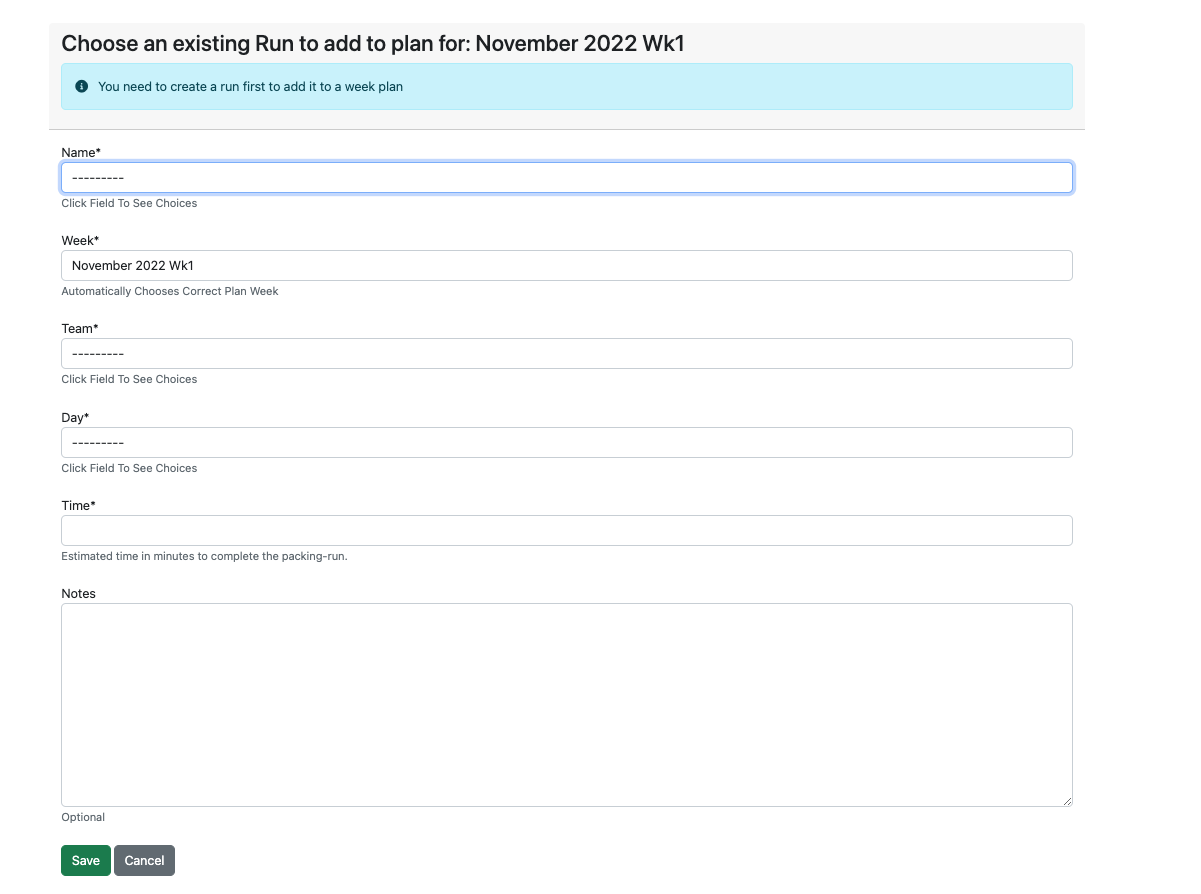 Choose an existing Run to add to plan for: November 2022 Wk1
You need to create a run first to add it to a week plan
Name*
---------
Click Field To See Choices
Week*
November 2022 Wk1
Automatically Chooses Correct Plan Week
Team*
---------
Click Field To See Choices
Day*
---------
Click Field To See Choices
Time*
Estimated time in minutes to complete the packing-run.
Notes
Optional
Save Cancel